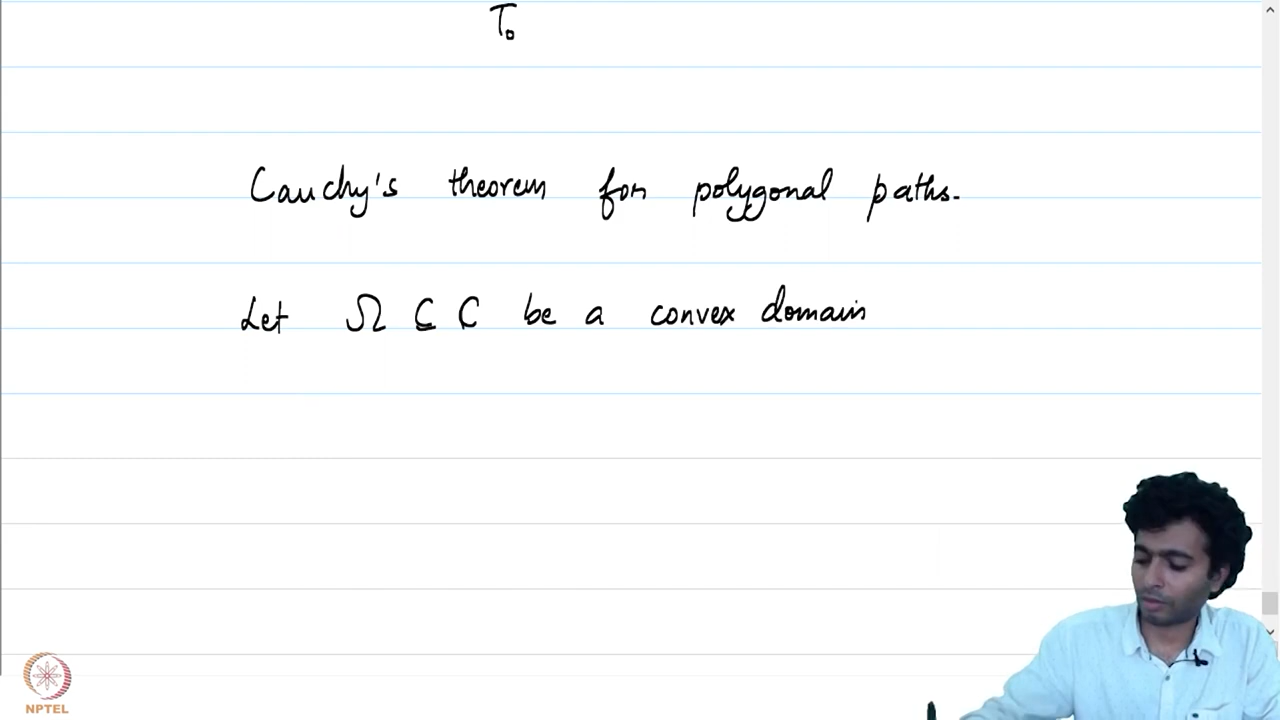 T₀
Cauchy's theorem for polygonal paths.
Let Ω ⊆ C be a convex domain
NPTEL